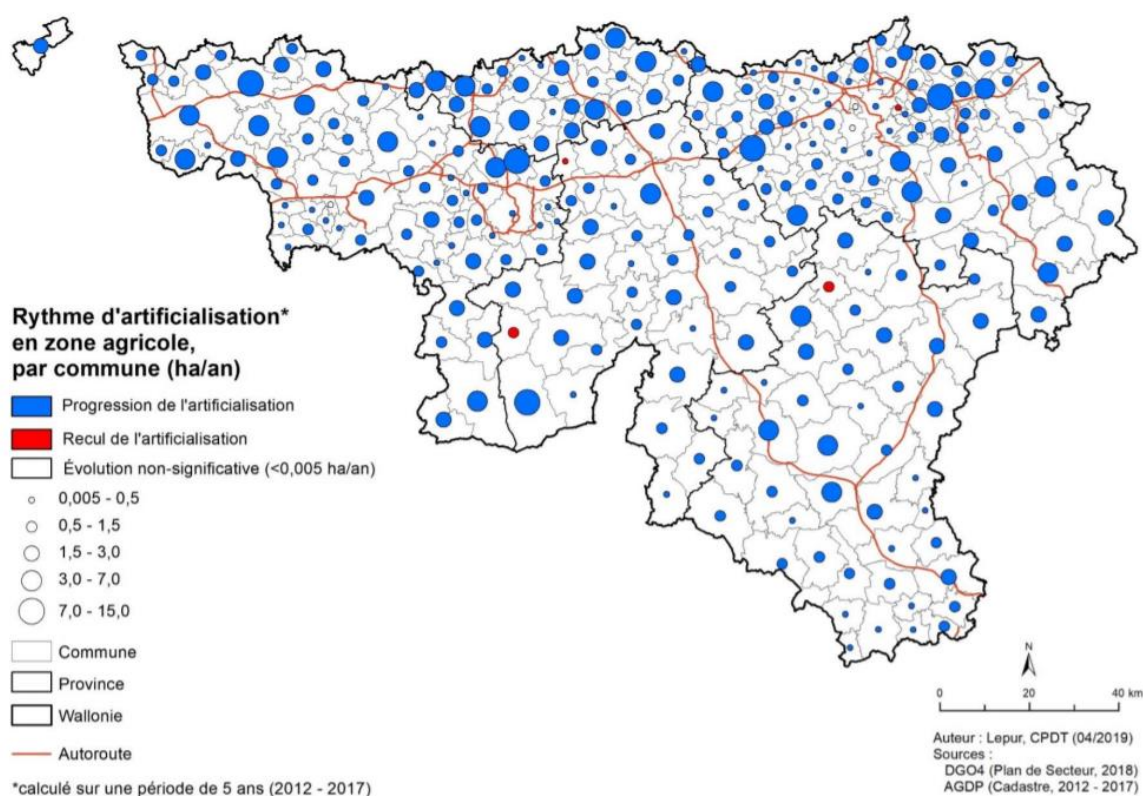 Rythme d'artificialisation*
en zone agricole,
par commune (ha/an)
Progression de l'artificialisation
Recul de l'artificialisation
Évolution non-significative (<0,005 ha/an)
0,005 - 0,5
0,5 - 1,5
1,5 - 3,0
3,0 - 7,0
7,0 - 15,0
Commune
Province
Wallonie
Autoroute
*calculé sur une période de 5 ans (2012 - 2017)
N
0 20 40 km
Auteur : Lepur, CPDT (04/2019)
Sources :
DGO4 (Plan de Secteur, 2018)
AGDP (Cadastre, 2012 - 2017)